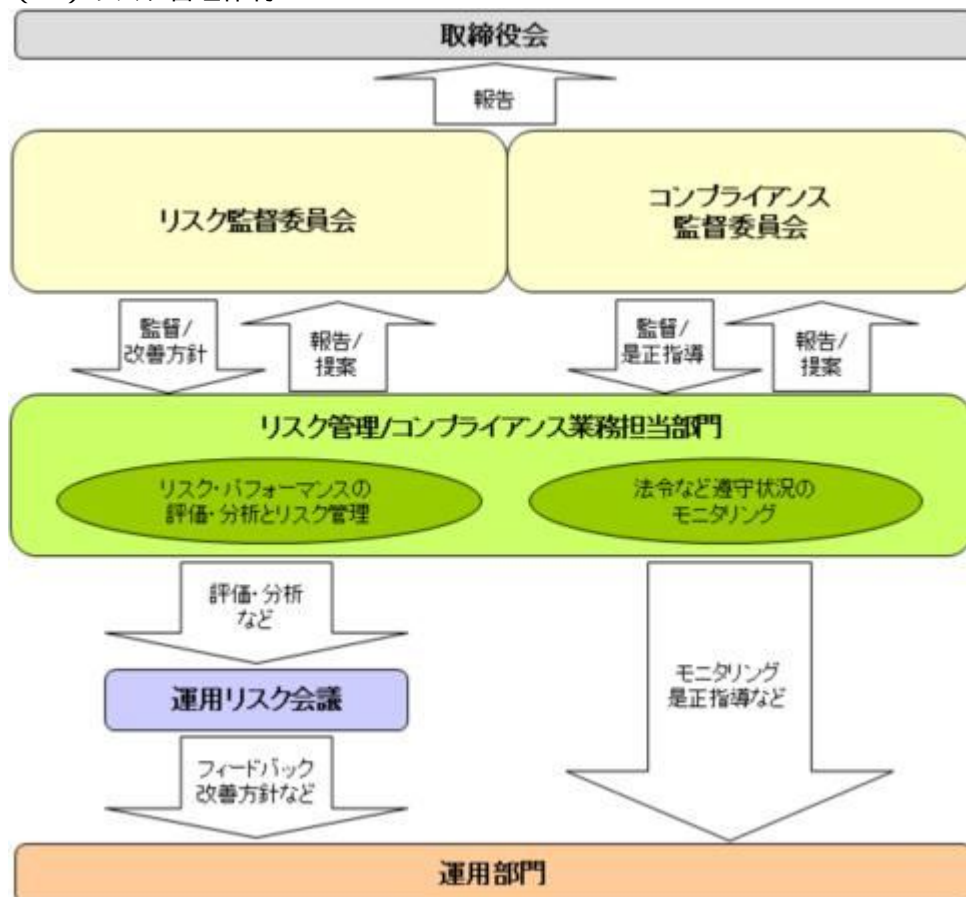 取締役会
報告
リスク監督委員会
コンプライアンス
監督委員会
監督/
改善方針
報告/
提案
監督/
是正指導
報告/
提案
リスク管理/コンプライアンス業務担当部門
リスク・パフォーマンスの
評価・分析とリスク管理
法令など遵守状況の
モニタリング
評価・分析
など
運用リスク会議
モニタリング
是正指導など
フィードバック
改善方針など
運用部門